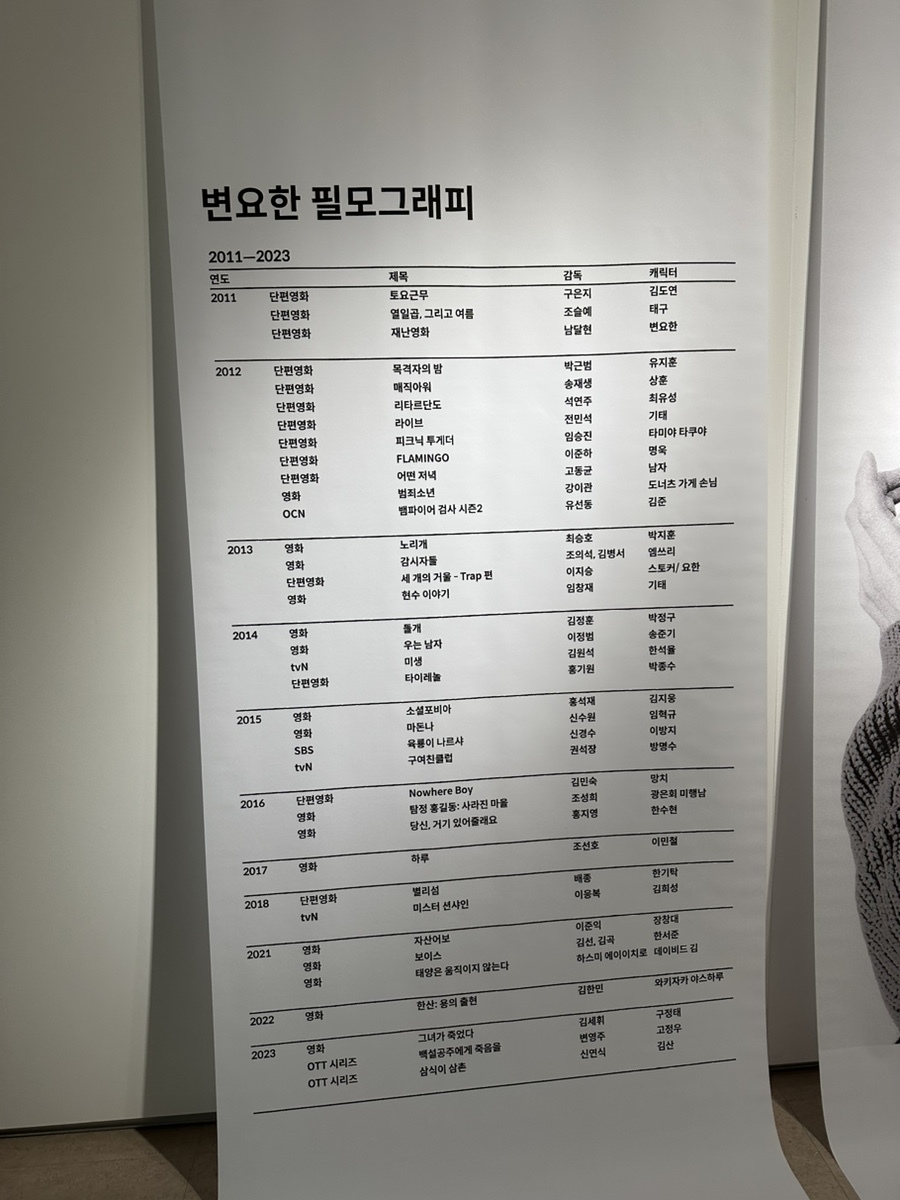 변요한 필모그래피
2011—2023
연도 제목 감독 캐릭터
2011 단편영화 토요근무 구은지 김도연
단편영화 열일곱, 그리고 여름 조슬예 태구
단편영화 재난영화 남달현 변요한
2012 단편영화 목격자의 밤 박근범 유지훈
단편영화 매직아워 송재생 상훈
단편영화 리타르단도 석연주 최유성
단편영화 라이브 전민석 기태
단편영화 피크닉 투게더 임승진 타미야 타쿠야
단편영화 FLAMINGO 이준하 명욱
단편영화 어떤 저녁 고동균 남자
영화 범죄소년 강이관 도너츠 가게 손님
OCN 뱀파이어 검사 시즌2 유선동 김준
2013 영화 노리개 최승호 박지훈
영화 감시자들 조의석, 김병서 엠쓰리
단편영화 세 개의 거울 - Trap 편 이지승 스토커/ 요한
영화 현수 이야기 임창재 기태
2014 영화 들개 김정훈 박정구
영화 우는 남자 이정범 송준기
tvN 미생 김원석 한석율
단편영화 타이레놀 홍기원 박종수
2015 영화 소셜포비아 홍석재 김지웅
영화 마돈나 신수원 임혁규
SBS 육룡이 나르샤 신경수 이방지
tvN 구여친클럽 권석장 방명수
2016 단편영화 Nowhere Boy 김민숙 망치
영화 탐정 홍길동: 사라진 마을 조성희 광은회 미행남
영화 당신, 거기 있어줄래요 홍지영 한수현
2017 영화 하루 조선호 이민철
2018 단편영화 별리섬 배종 한기탁
tvN 미스터 션샤인 이응복 김희성
2021 영화 자산어보 이준익 장창대
영화 보이스 김선, 김곡 한서준
영화 태양은 움직이지 않는다 하스미 에이이치로 데이비드 김
2022 영화 한산: 용의 출현 김한민 와키자카 야스하루
2023 영화 그녀가 죽었다 김세휘 구정태
OTT 시리즈 백설공주에게 죽음을 변영주 고정우
OTT 시리즈 삼식이 삼촌 신연식 김산